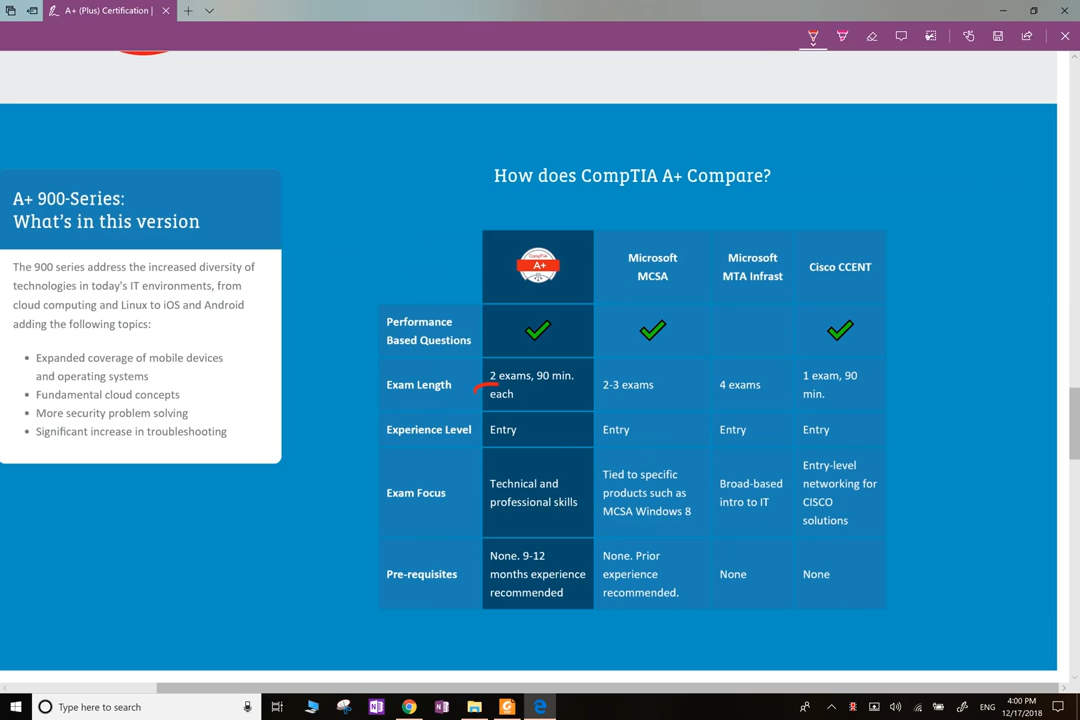 A+ (Plus) Certification |
A+ 900-Series:
What's in this version
The 900 series address the increased diversity of
technologies in today's IT environments, from
cloud computing and Linux to iOS and Android
adding the following topics:
Expanded coverage of mobile devices
and operating systems
Fundamental cloud concepts
More security problem solving
Significant increase in troubleshooting
How does CompTIA A+ Compare?
CompTIA
A+
Microsoft
MCSA
Microsoft
MTA Infrast
Cisco CCENT
Performance
Based Questions
Exam Length
2 exams, 90 min.
each
2-3 exams
4 exams
1 exam, 90
min.
Experience Level
Entry
Entry
Entry
Entry
Exam Focus
Technical and
professional skills
Tied to specific
products such as
MCSA Windows 8
Broad-based
intro to IT
Entry-level
networking for
CISCO
solutions
Pre-requisites
None. 9-12
months experience
recommended
None. Prior
experience
recommended.
None
None
Type here to search
ENG
4:00 PM
12/17/2018